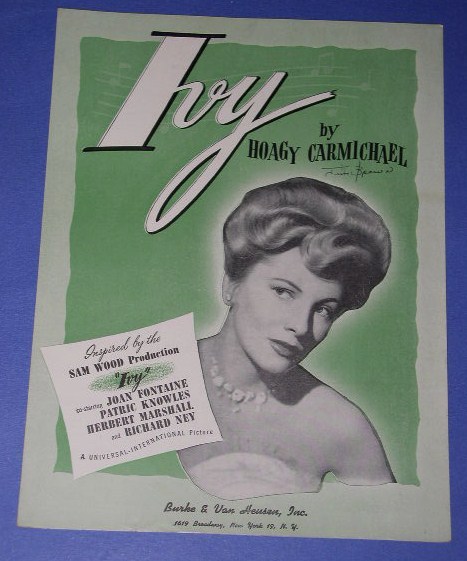 Ivy
by
HOAGY CARMICHAEL
Inspired by the
SAM WOOD Production
"Ivy"
co-starring JOAN FONTAINE
PATRIC KNOWLES
HERBERT MARSHALL
and RICHARD NEY
A UNIVERSAL-INTERNATIONAL Picture
Burke & Van Heusen, Inc.
1619 Broadway, New York 19, N. Y.